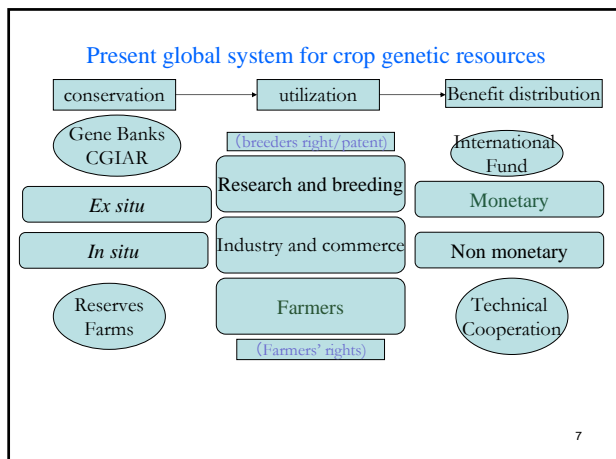 Present global system for crop genetic resources
conservation
utilization
Benefit distribution
Gene Banks
CGIAR
Ex situ
In situ
Reserves
Farms
(breeders right/patent)
Research and breeding
Industry and commerce
Farmers
(Farmers' rights)
International
Fund
Monetary
Non monetary
Technical
Cooperation
7